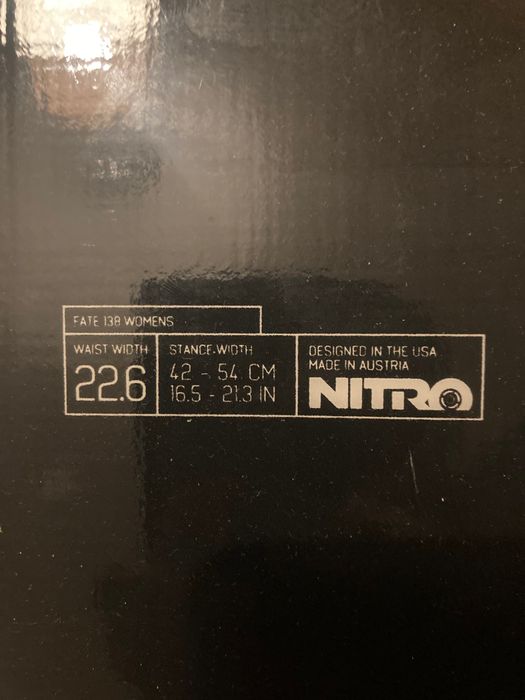 FATE 138 WOMENS
WAIST WIDTH
22.6
STANCE-WIDTH
42 - 54 CM
16.5 - 21.3 IN
DESIGNED IN THE USA
MADE IN AUSTRIA
NITRO